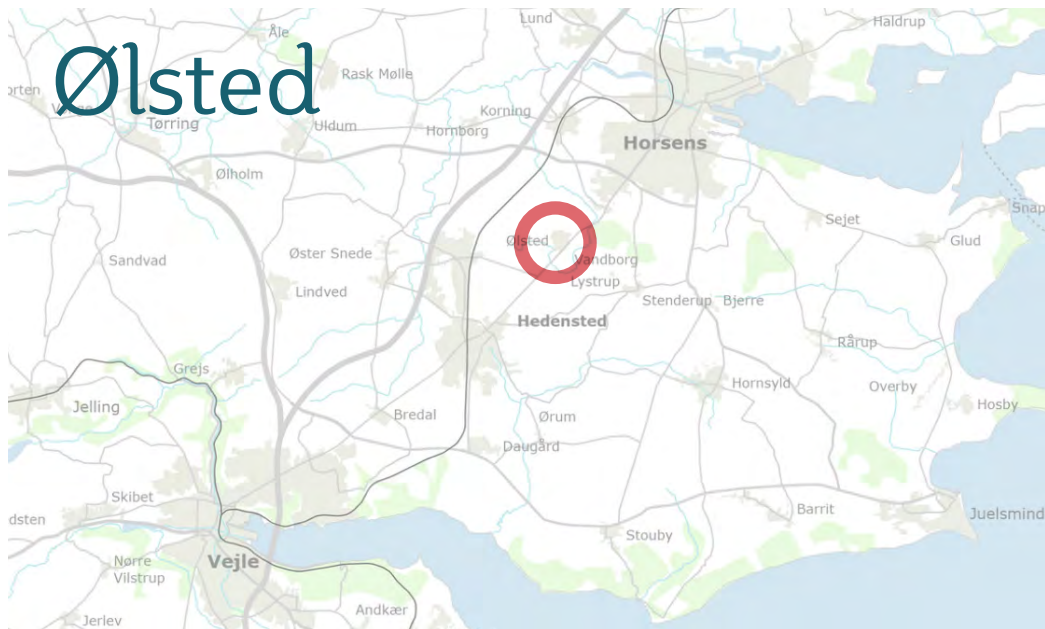 Ølsted
Lund
Haldrup
Åle
Rask Mølle
Tørring
Uldum
Korning
Hornborg
Horsens
Ølholm
Snap
Sejet
Glud
Ølsted
Øster Snede
Sandvad
Vandborg
Lystrup
Lindved
Stenderup
Bjerre
Hedensted
Rårup
Grejs
Hornsyld
Overby
Jelling
Bredal
Ørum
Hosby
Daugård
Skibet
Barrit
Juelsmind
dsten
Stouby
Vejle
Nørre
Vilstrup
Andkær
Jerlev